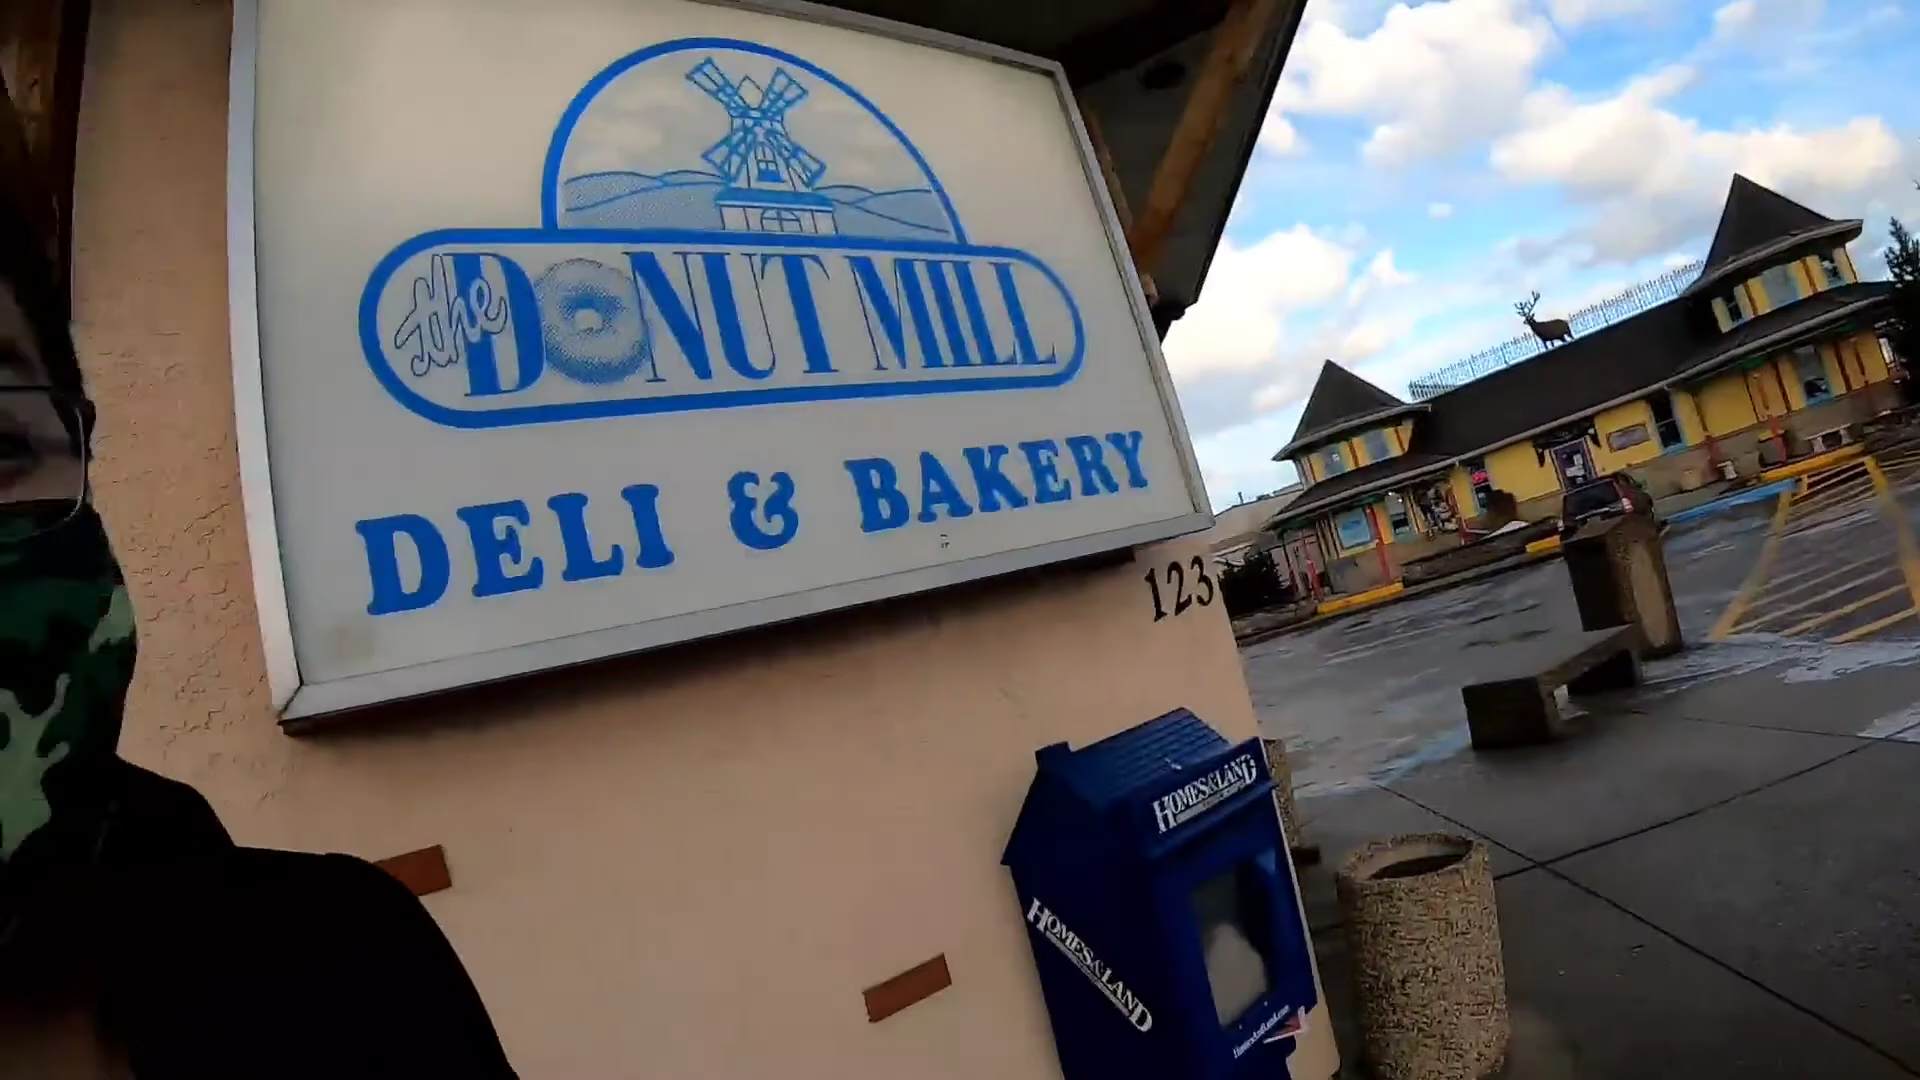 the DONUT MILL
DELI & BAKERY
123
HOMES&LAND
HOMES&LAND